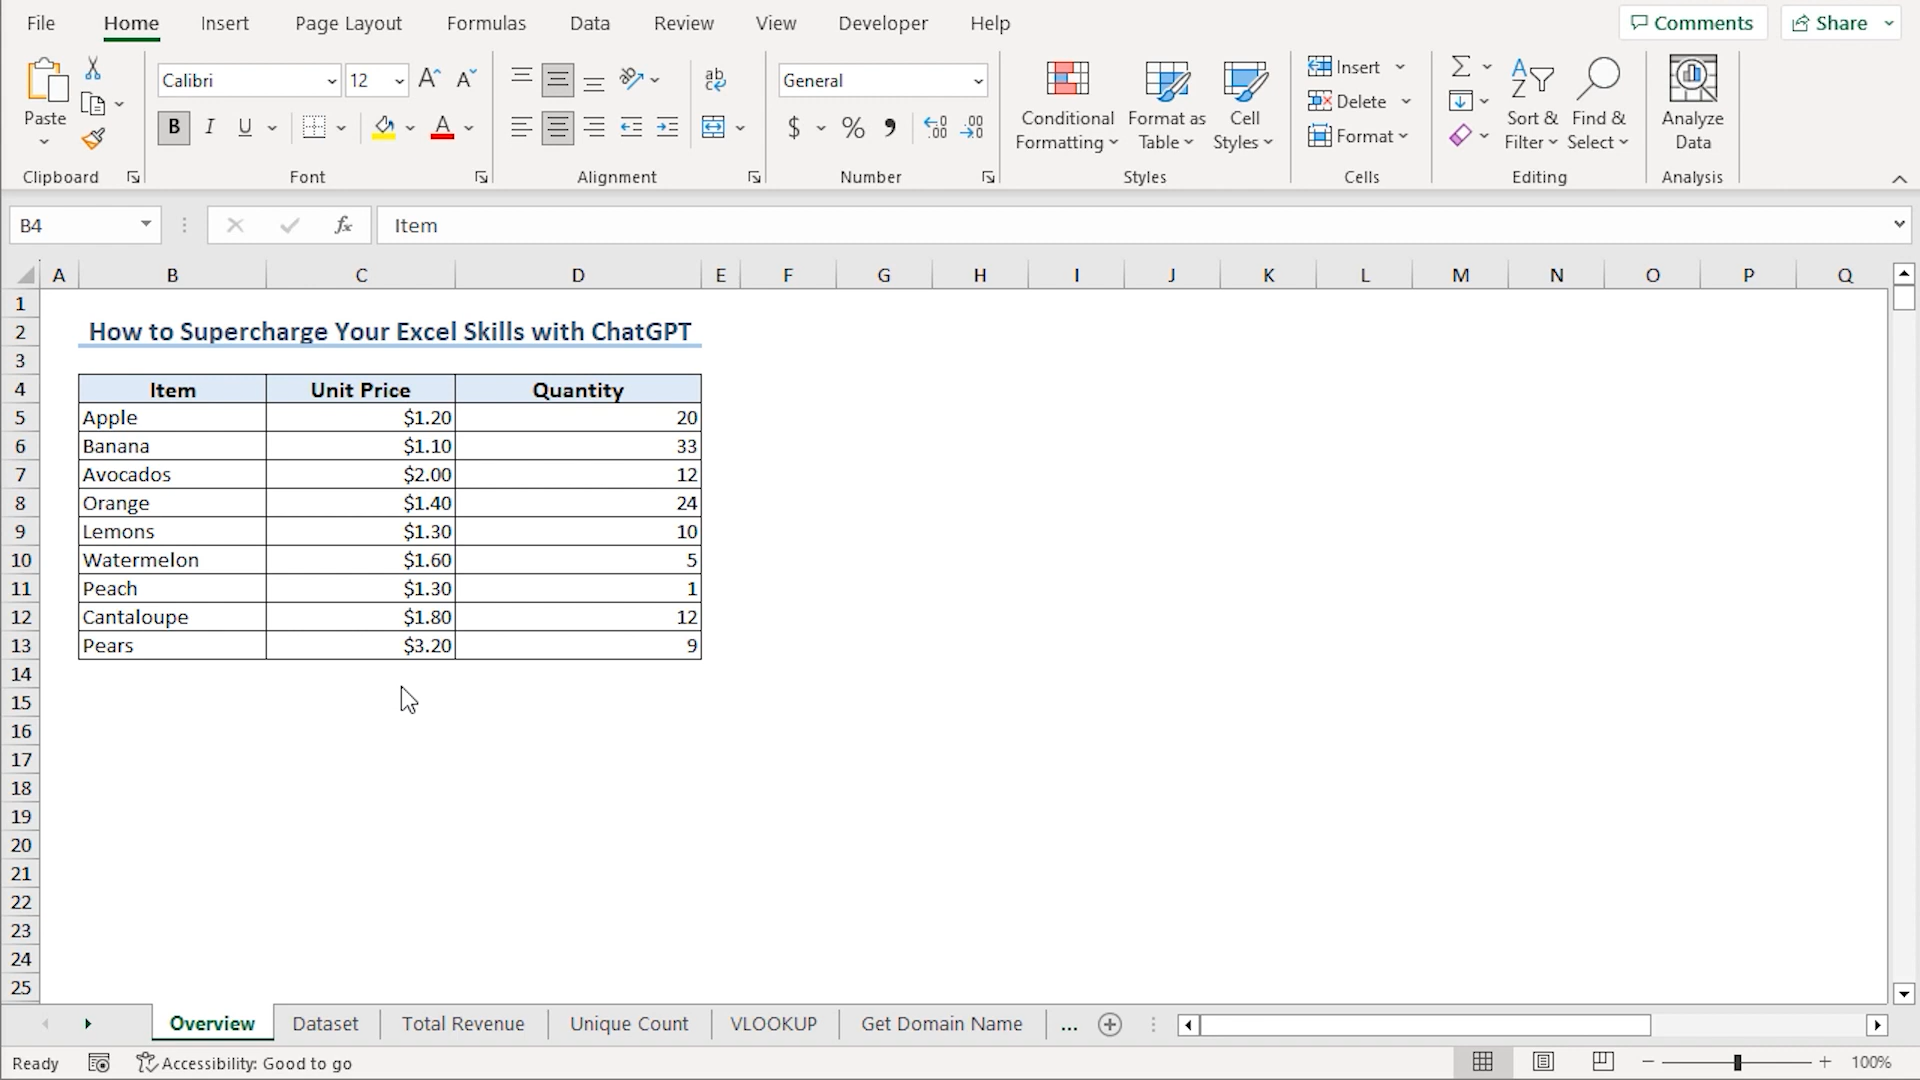 File Home Insert Page Layout Formulas Data Review View Developer Help Comments Share
Calibri 12 General
Paste
Conditional Formatting
Format as Table
Cell Styles
Insert
Delete
Format
Sort & Filter
Find & Select
Analyze Data
Clipboard Font Alignment Number Styles Cells Editing Analysis
B4 fx Item
A B C D E F G H I J K L M N O P Q
1
2 How to Supercharge Your Excel Skills with ChatGPT
3
4 Item Unit Price Quantity
5 Apple $1.20 20
6 Banana $1.10 33
7 Avocados $2.00 12
8 Orange $1.40 24
9 Lemons $1.30 10
10 Watermelon $1.60 5
11 Peach $1.30 1
12 Cantaloupe $1.80 12
13 Pears $3.20 9
14
15
16
17
18
19
20
21
22
23
24
25
Overview Dataset Total Revenue Unique Count VLOOKUP Get Domain Name ...
Ready Accessibility: Good to go 100%